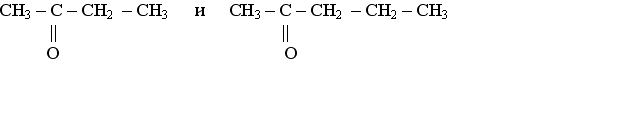 CH₃ – C – CH₂ – CH₃ и CH₃ – C – CH₂ – CH₂ – CH₃
|| ||
O O